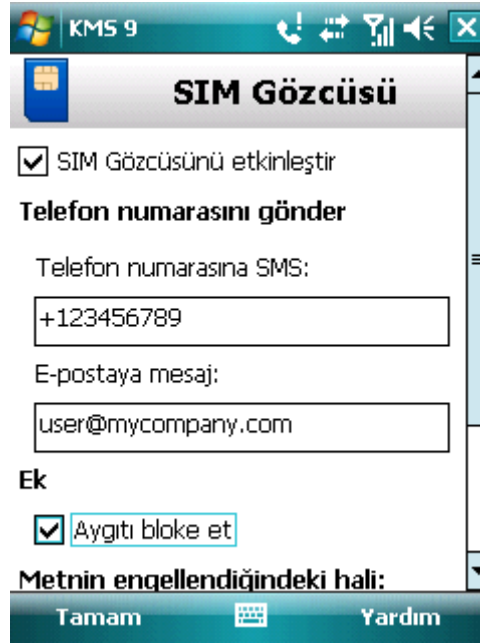 KMS 9
SIM Gözcüsü
SIM Gözcüsünü etkinleştir
Telefon numarasını gönder
Telefon numarasına SMS:
+123456789
E-postaya mesaj:
user@mycompany.com
Ek
Aygıtı bloke et
Metnin engellendiğindeki hali:
Tamam Yardım